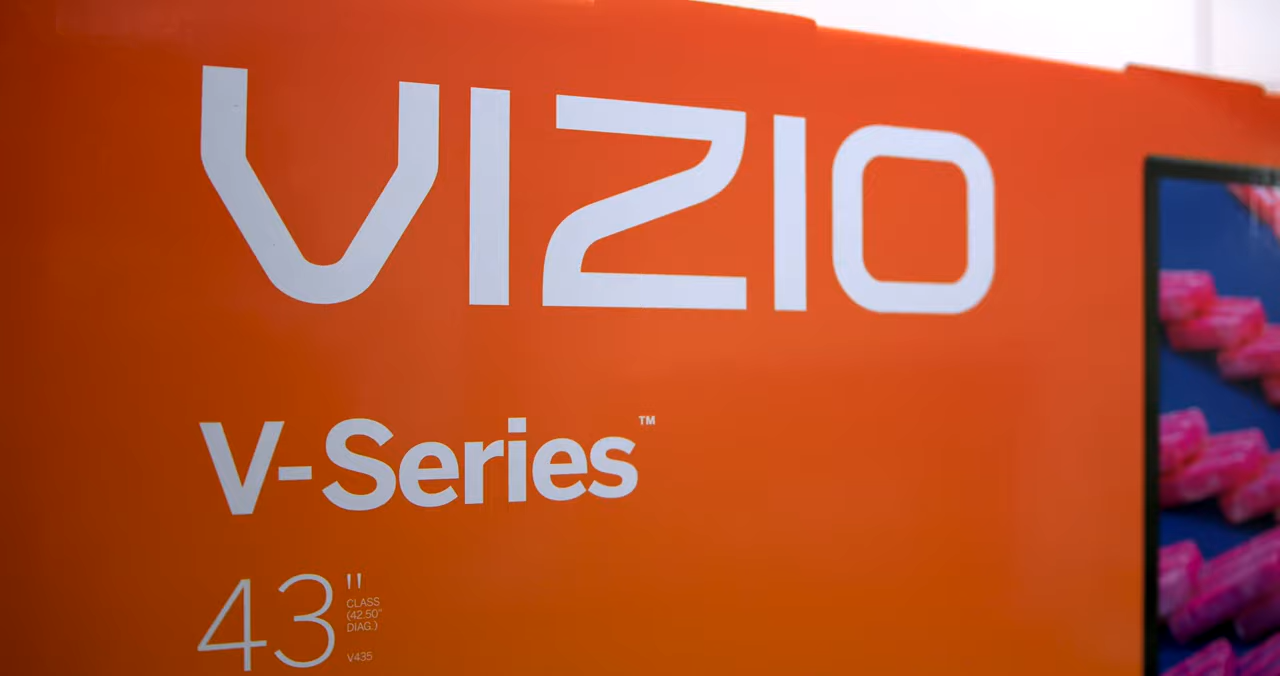 VIZIO
V-Series™
43"
CLASS
(42.50"
DIAG.)
V435